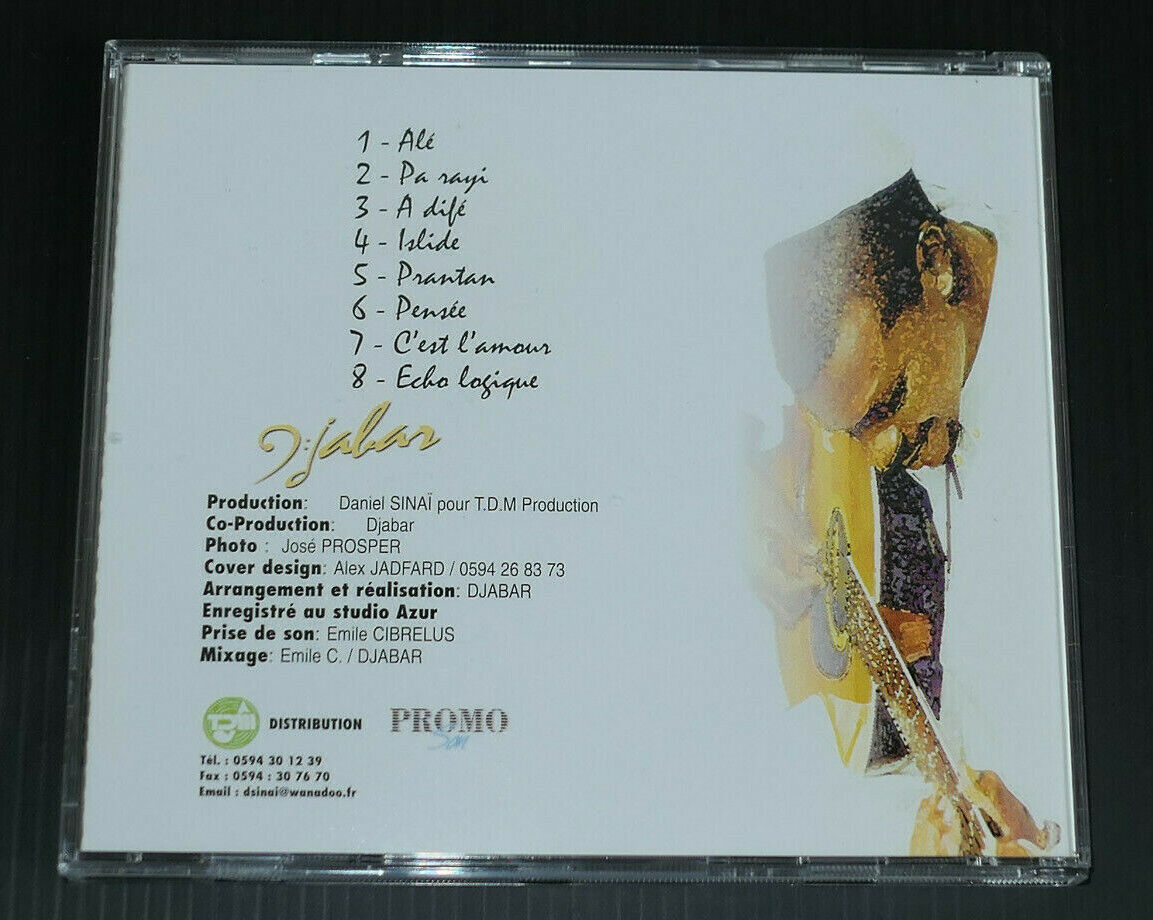 1 - Alé
2 - Pa rayi
3 - A difé
4 - Islide
5 - Prantan
6 - Pensée
7 - C'est l'amour
8 - Echo logique
Djabar
Production: Daniel SINAÏ pour T.D.M Production
Co-Production: Djabar
Photo : José PROSPER
Cover design: Alex JADFARD / 0594 26 83 73
Arrangement et réalisation: DJABAR
Enregistré au studio Azur
Prise de son: Emile CIBRELUS
Mixage: Emile C. / DJABAR
TDM DISTRIBUTION PROMO
Son
Tél. : 0594 30 12 39
Fax : 0594 : 30 76 70
Email : dsinai@wanadoo.fr